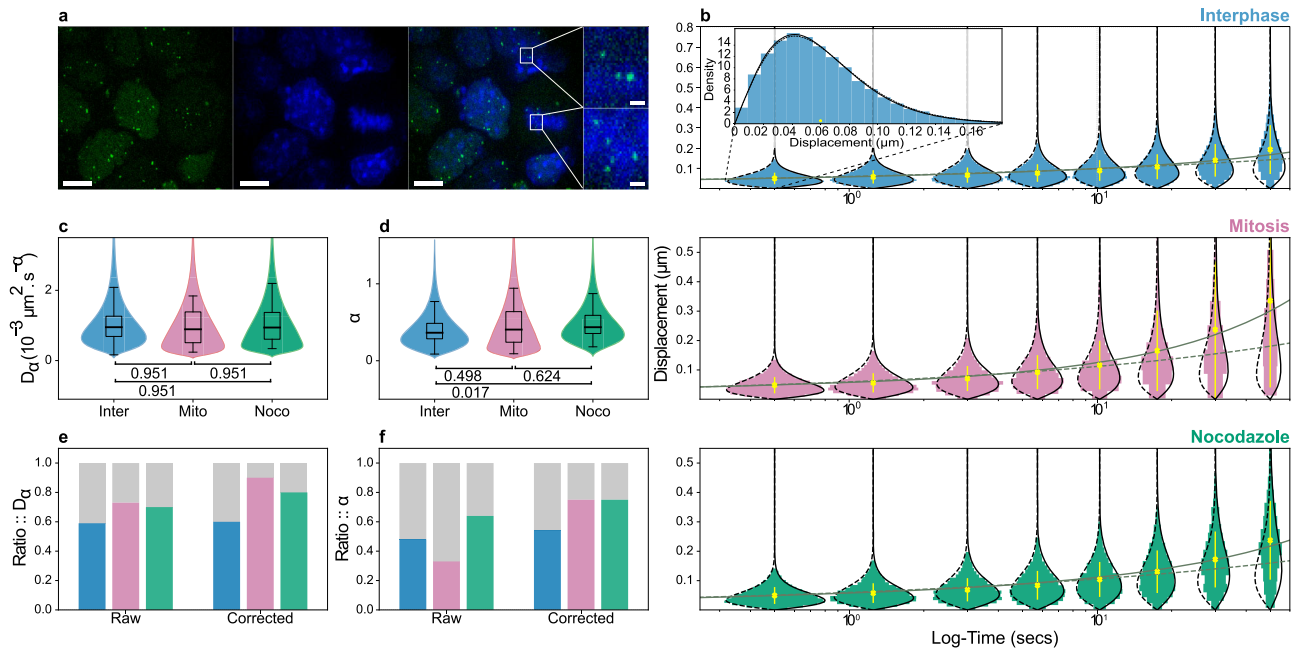 a
b
Interphase
0.8
0.7
0.6
0.5
0.4
0.3
0.2
0.1
14
12
10
8
6
4
2
0
Density
0 0.02 0.04 0.06 0.08 0.10 0.12 0.14 0.16
Displacement (μm)
10⁰ 10¹
c
Dα(10⁻³ μm².s⁻α)
2
0
0.951 0.951
0.951
Inter Mito Noco
d
α
1
0
0.498 0.624
0.017
Inter Mito Noco
Mitosis
Displacement (μm)
0.5
0.4
0.3
0.2
0.1
10⁰ 10¹
e
Ratio :: Dα
1.0
0.8
0.6
0.4
0.2
0.0
Raw Corrected
f
Ratio :: α
1.0
0.8
0.6
0.4
0.2
0.0
Raw Corrected
Nocodazole
0.5
0.4
0.3
0.2
0.1
10⁰ 10¹
Log-Time (secs)